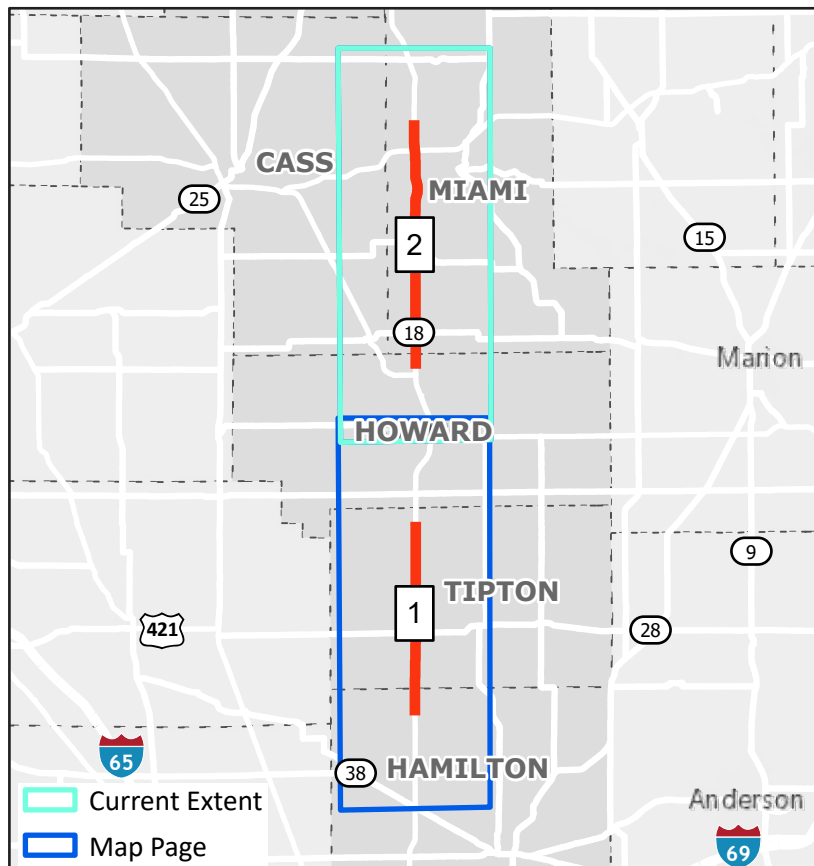 CASS
25
MIAMI
2
15
18
Marion
HOWARD
9
TIPTON
1
421
28
65
38
HAMILTON
Anderson
69
Current Extent
Map Page